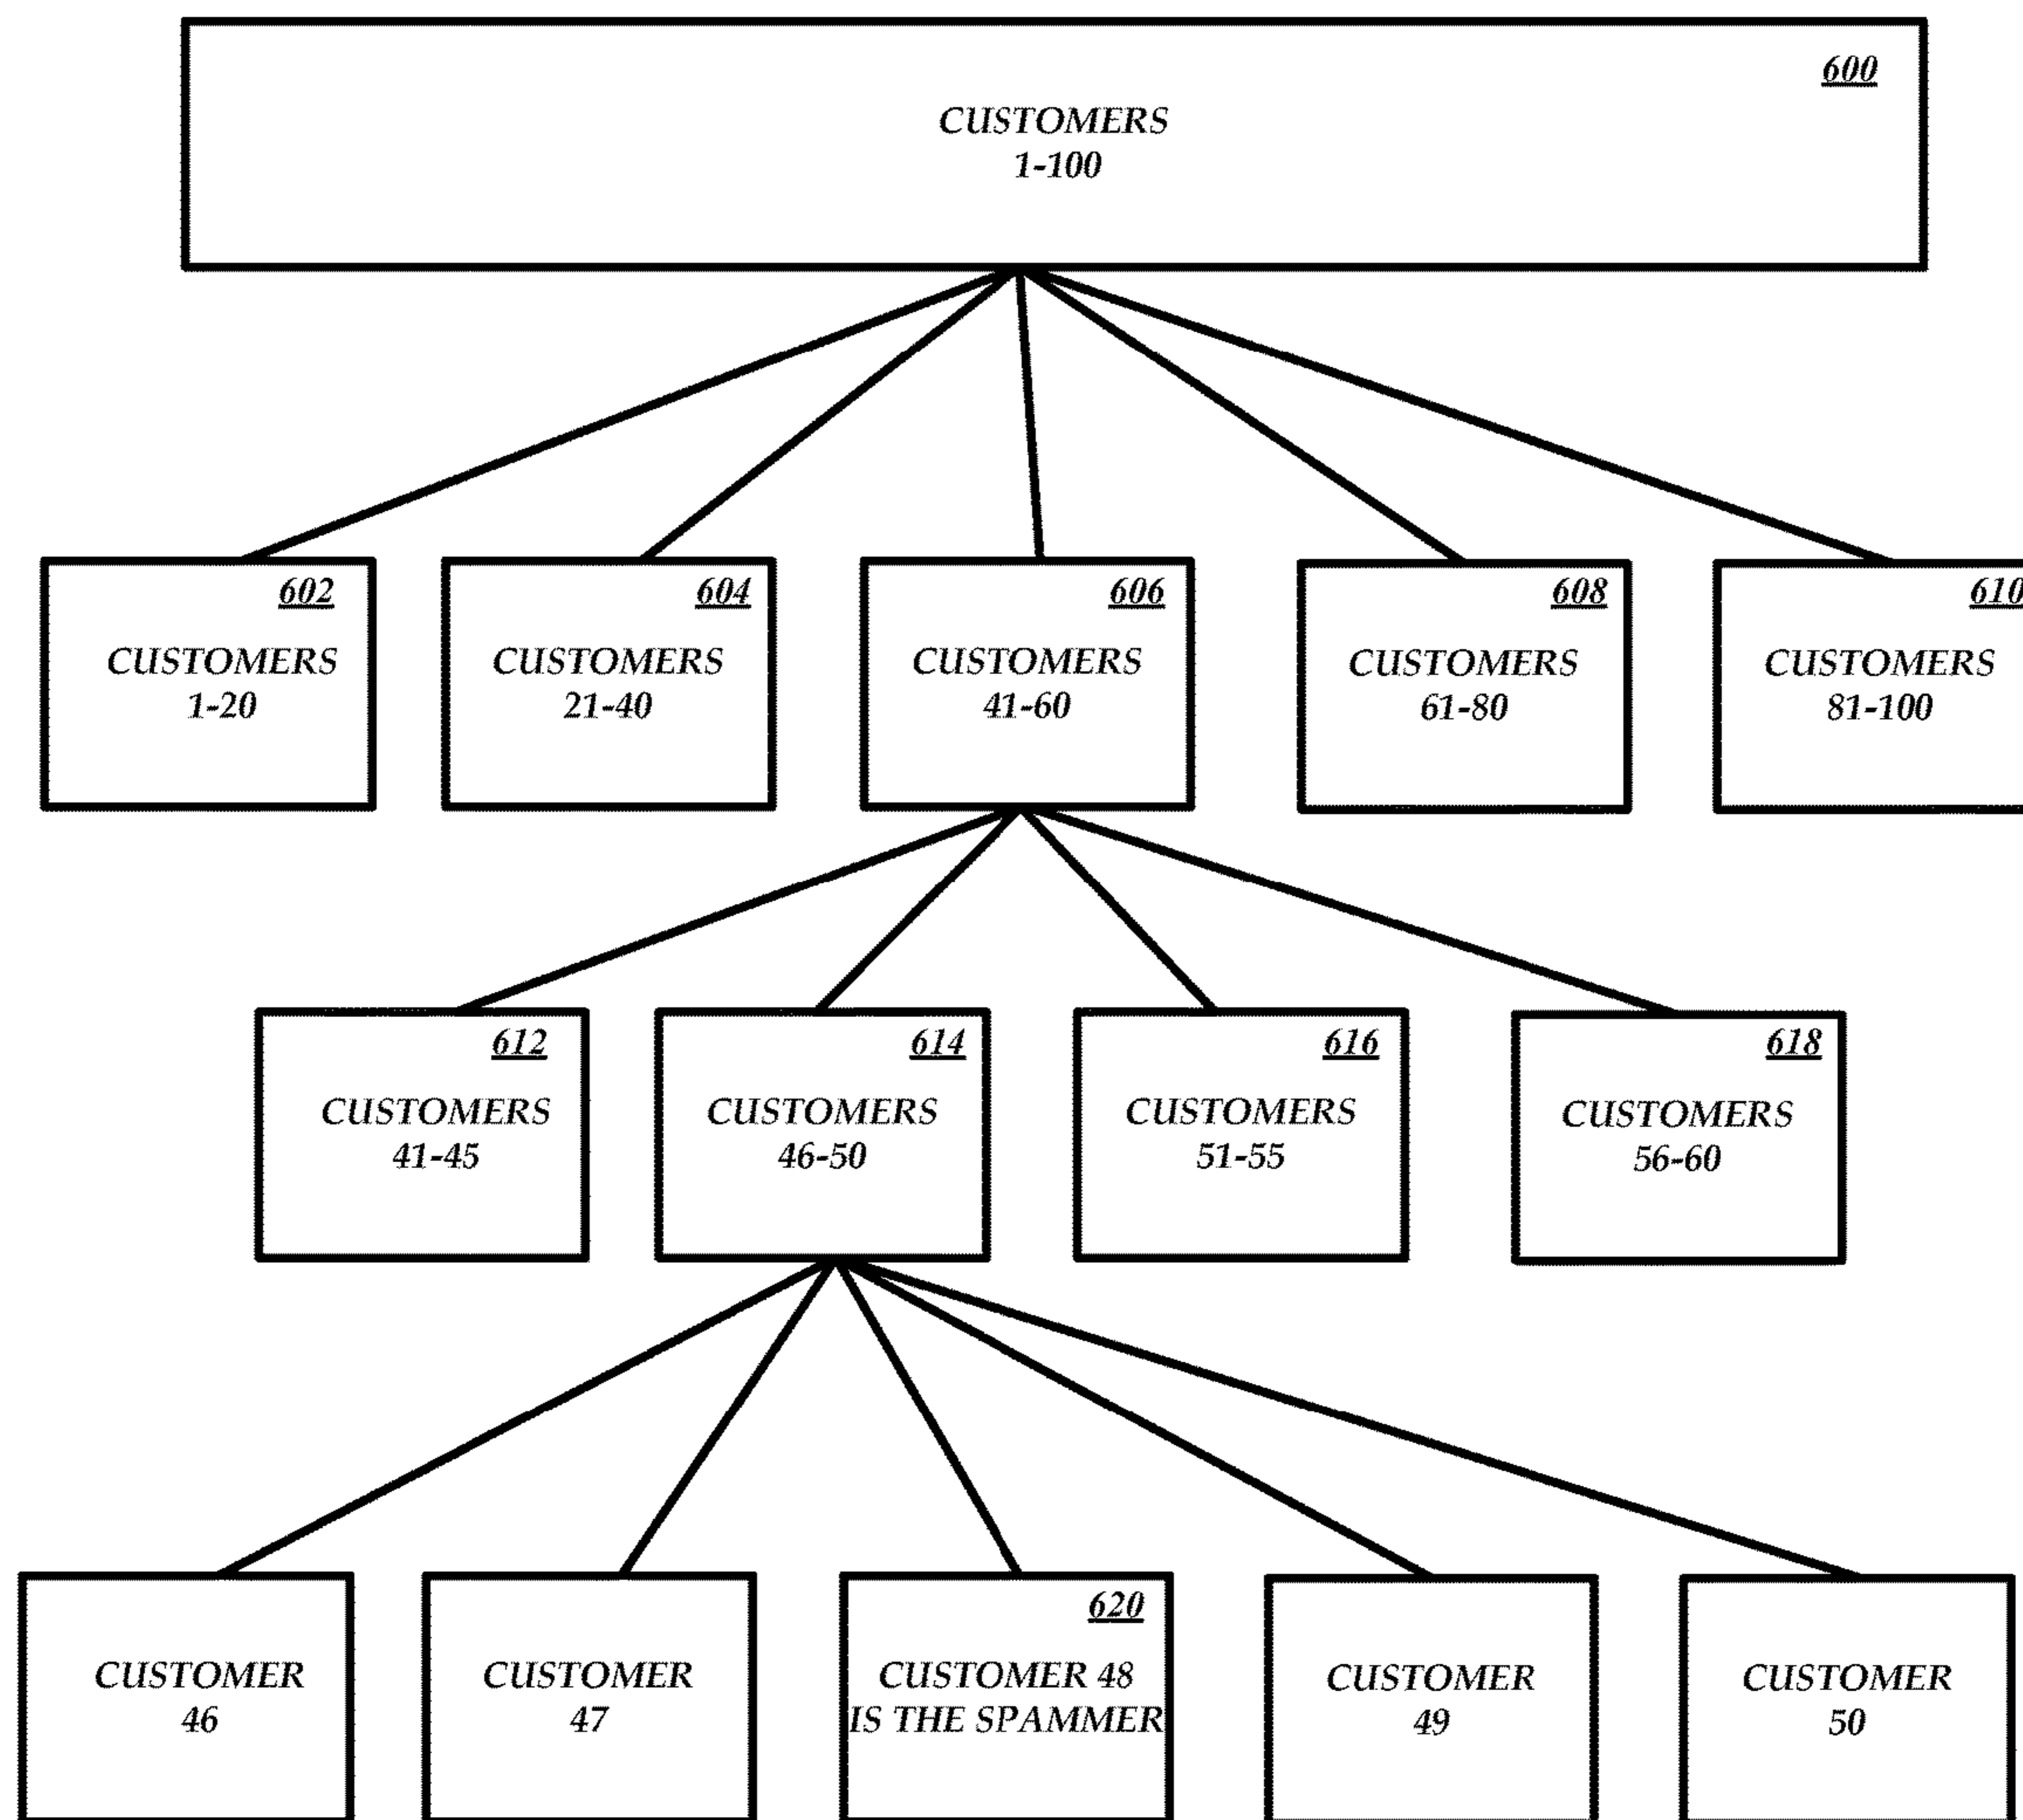 600
CUSTOMERS
1-100
602
CUSTOMERS
1-20
604
CUSTOMERS
21-40
606
CUSTOMERS
41-60
608
CUSTOMERS
61-80
610
CUSTOMERS
81-100
612
CUSTOMERS
41-45
614
CUSTOMERS
46-50
616
CUSTOMERS
51-55
618
CUSTOMERS
56-60
CUSTOMER
46
CUSTOMER
47
620
CUSTOMER 48
IS THE SPAMMER
CUSTOMER
49
CUSTOMER
50